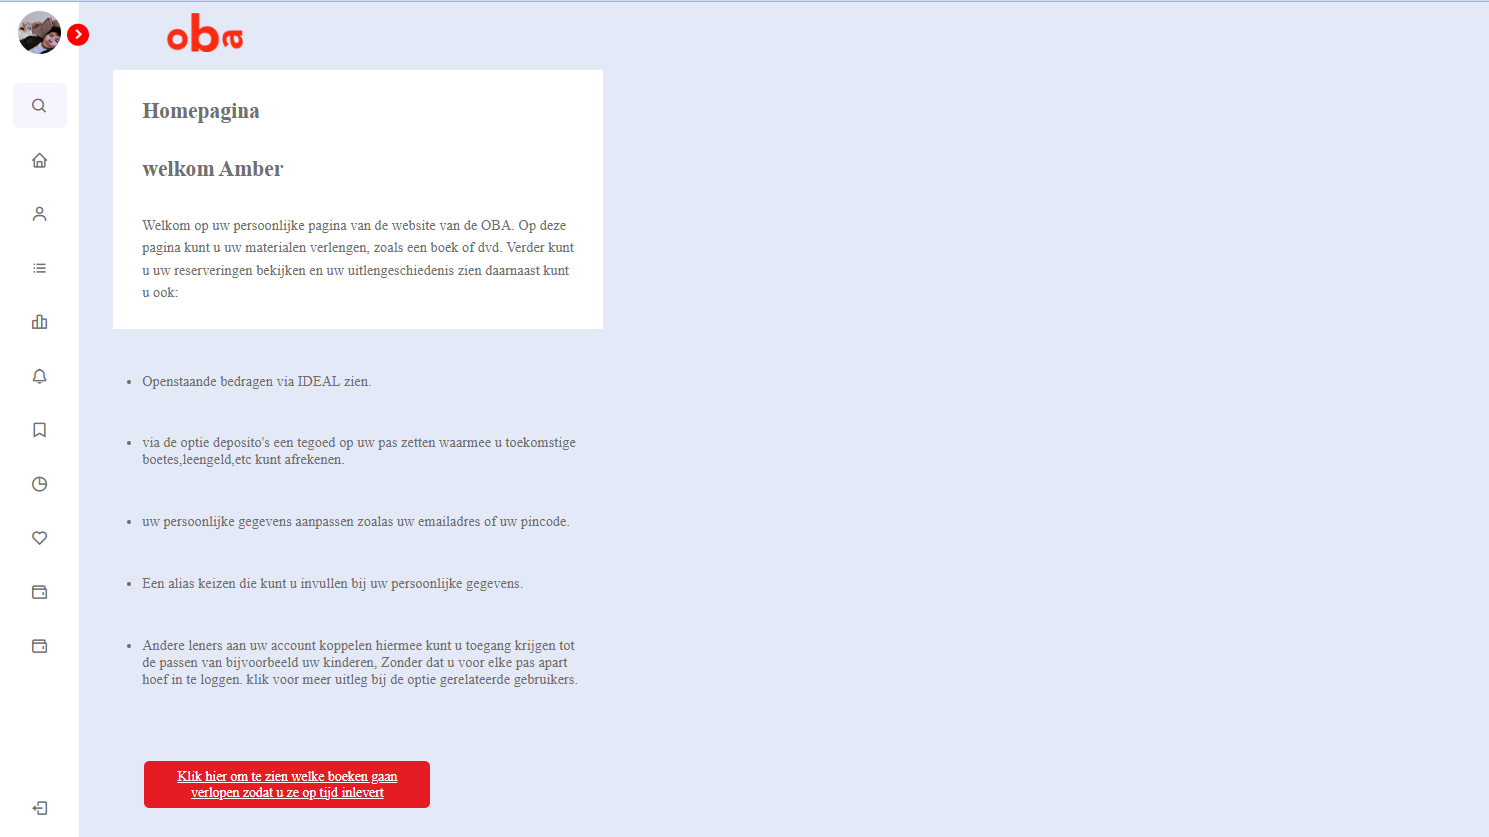 oba
Homepagina
welkom Amber
Welkom op uw persoonlijke pagina van de website van de OBA. Op deze
pagina kunt u uw materialen verlengen, zoals een boek of dvd. Verder kunt
u uw reserveringen bekijken en uw uitlengeschiedenis zien daarnaast kunt
u ook:
• Openstaande bedragen via IDEAL zien.
• via de optie deposito's een tegoed op uw pas zetten waarmee u toekomstige
boetes,leengeld,etc kunt afrekenen.
• uw persoonlijke gegevens aanpassen zoalas uw emailadres of uw pincode.
• Een alias keizen die kunt u invullen bij uw persoonlijke gegevens.
• Andere leners aan uw account koppelen hiermee kunt u toegang krijgen tot
de passen van bijvoorbeeld uw kinderen, Zonder dat u voor elke pas apart
hoef in te loggen. klik voor meer uitleg bij de optie gerelateerde gebruikers.
Klik hier om te zien welke boeken gaan
verlopen zodat u ze op tijd inlevert